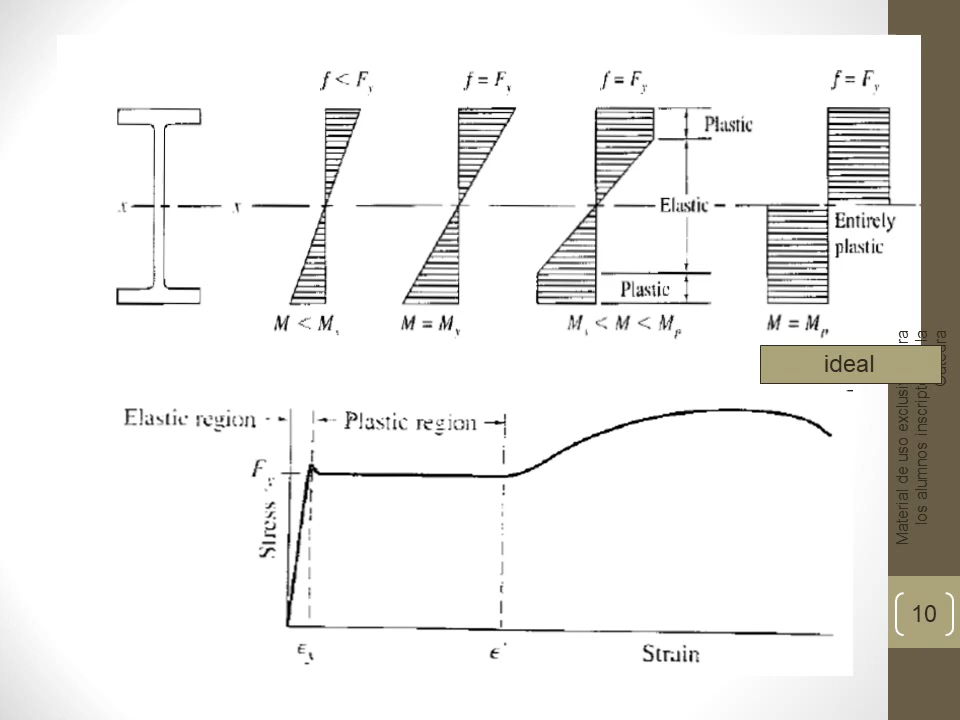 f < Fy
f = Fy
f = Fy
f = Fy
Plastic
x
x
Elastic
Entirely
plastic
Plastic
M < My
M = My
My < M < Mp
M = Mp
ideal
Elastic region
Plastic region
Fy
Stress
ϵy
ϵ'
Strain
Material de uso exclusivo para
los alumnos inscriptos la
Cátedra
10